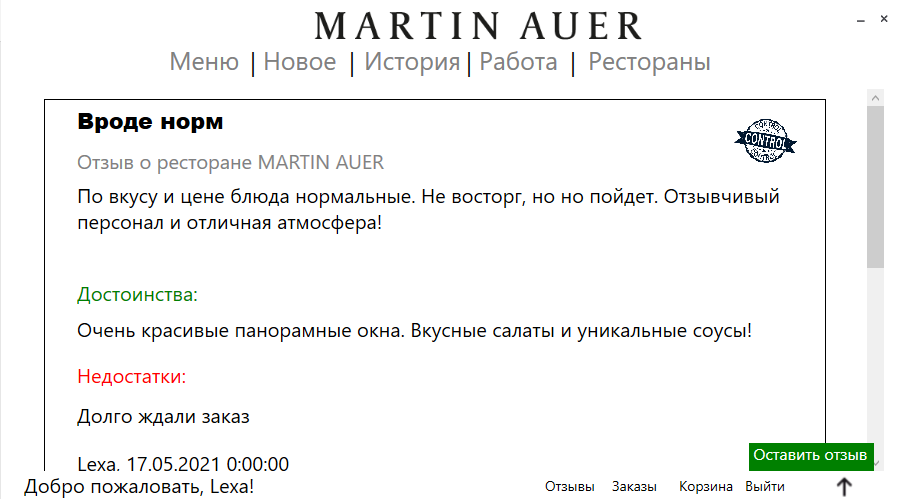 MARTIN AUER
Меню | Новое | История | Работа | Рестораны
Вроде норм
CONTROL
CONTROL
CONTROL
Отзыв о ресторане MARTIN AUER
По вкусу и цене блюда нормальные. Не восторг, но но пойдет. Отзывчивый
персонал и отличная атмосфера!
Достоинства:
Очень красивые панорамные окна. Вкусные салаты и уникальные соусы!
Недостатки:
Долго ждали заказ
Lexa, 17.05.2021 0:00:00
Оставить отзыв
Добро пожаловать, Lexa!
Отзывы Заказы Корзина Выйти